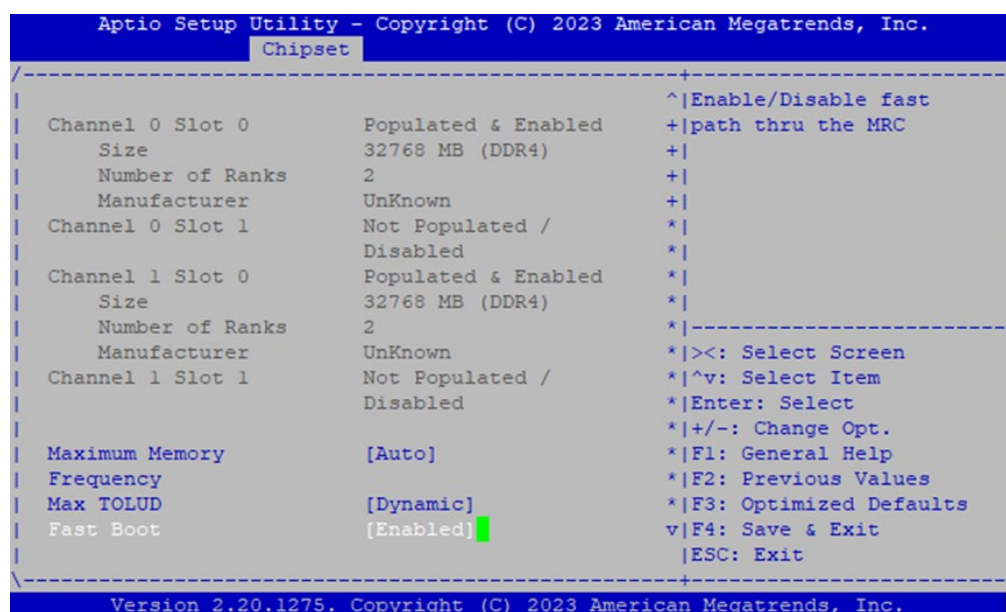 Aptio Setup Utility - Copyright (C) 2023 American Megatrends, Inc.
Chipset
/----------------------------------------------------+-------------------------
| ^|Enable/Disable fast
| Channel 0 Slot 0 Populated & Enabled +|path thru the MRC
| Size 32768 MB (DDR4) +|
| Number of Ranks 2 +|
| Manufacturer UnKnown +|
| Channel 0 Slot 1 Not Populated / *|
| Disabled *|
| Channel 1 Slot 0 Populated & Enabled *|
| Size 32768 MB (DDR4) *|
| Number of Ranks 2 *|-------------------------
| Manufacturer UnKnown *|><: Select Screen
| Channel 1 Slot 1 Not Populated / *|^v: Select Item
| Disabled *|Enter: Select
| *|+/-: Change Opt.
| Maximum Memory [Auto] *|F1: General Help
| Frequency *|F2: Previous Values
| Max TOLUD [Dynamic] *|F3: Optimized Defaults
| Fast Boot [Enabled] v|F4: Save & Exit
| |ESC: Exit
\----------------------------------------------------+-------------------------
Version 2.20.1275. Copyright (C) 2023 American Megatrends, Inc.